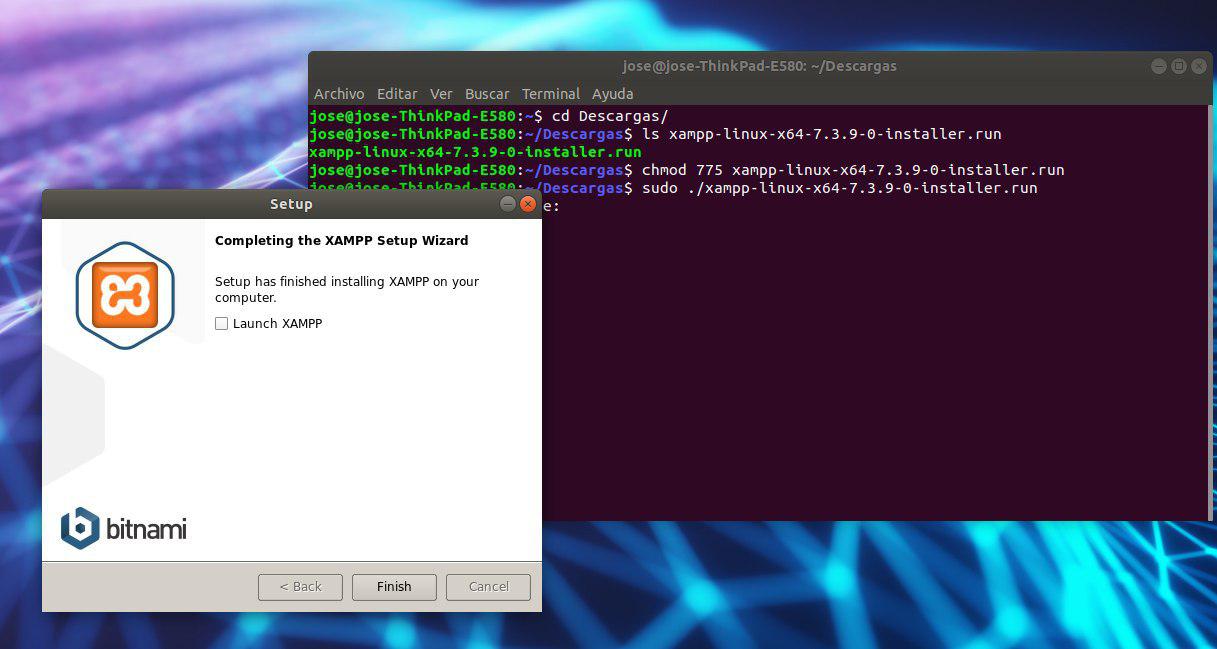 jose@jose-ThinkPad-E580: ~/Descargas
Archivo Editar Ver Buscar Terminal Ayuda
jose@jose-ThinkPad-E580:~$ cd Descargas/
jose@jose-ThinkPad-E580:~/Descargas$ ls xampp-linux-x64-7.3.9-0-installer.run
xampp-linux-x64-7.3.9-0-installer.run
jose@jose-ThinkPad-E580:~/Descargas$ chmod 775 xampp-linux-x64-7.3.9-0-installer.run
jose@jose-ThinkPad-E580:~/Descargas$ sudo ./xampp-linux-x64-7.3.9-0-installer.run
e:
Setup
Completing the XAMPP Setup Wizard
Setup has finished installing XAMPP on your
computer.
Launch XAMPP
bitnami
< Back Finish Cancel